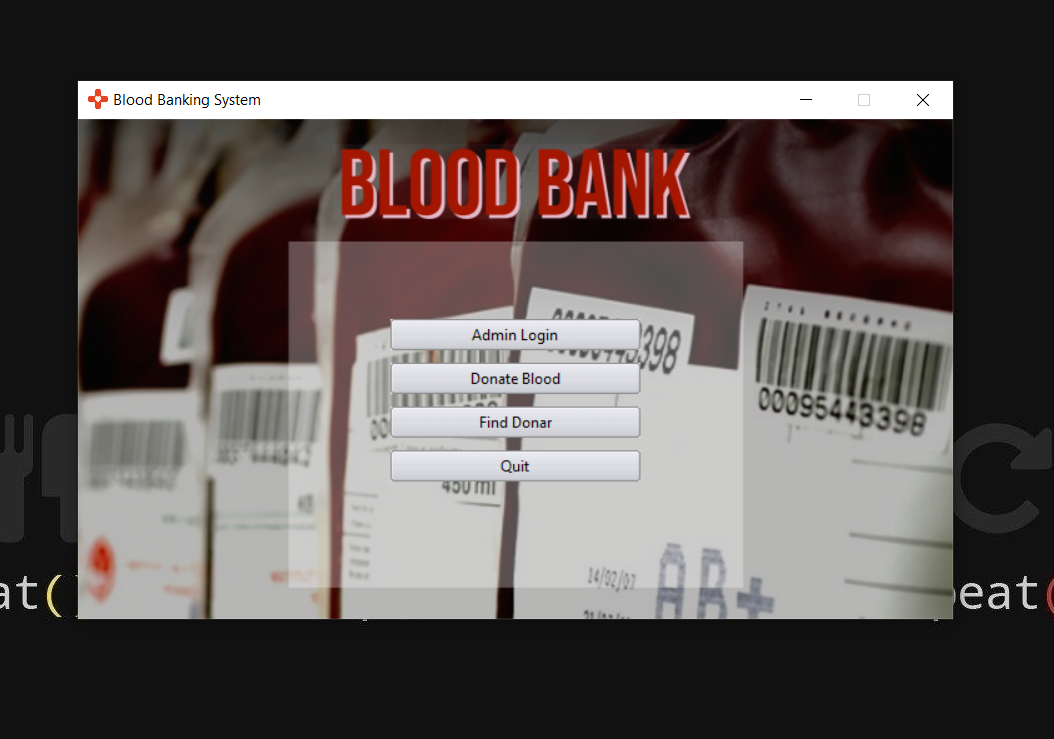 Blood Banking System
BLOOD BANK
Admin Login
Donate Blood
Find Donar
Quit
398
00095443398
450 ml
14/02/07
AB+
at(
eat(